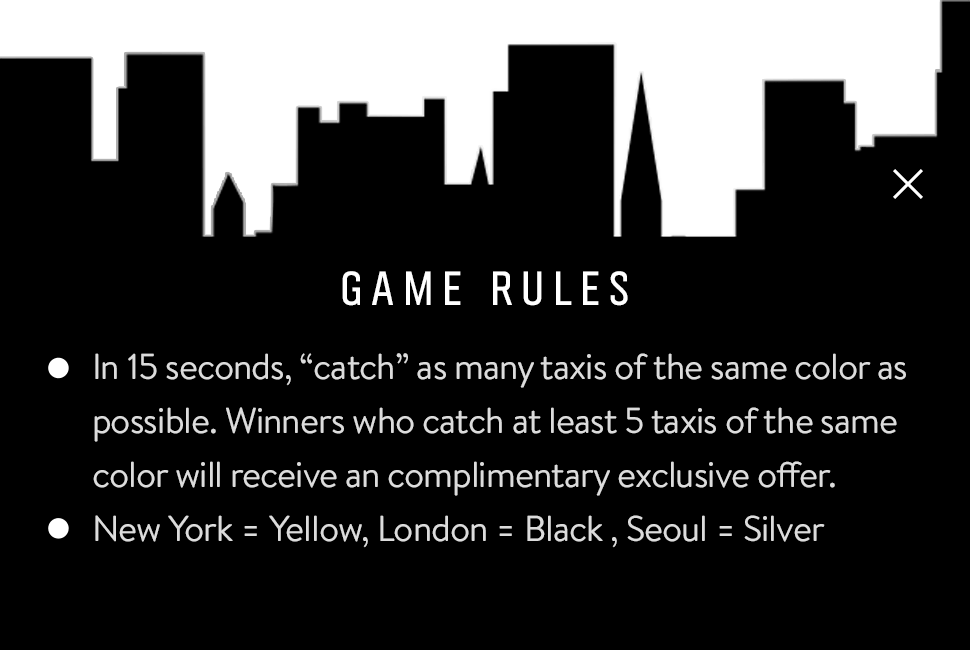 GAME RULES
In 15 seconds, “catch” as many taxis of the same color as
possible. Winners who catch at least 5 taxis of the same
color will receive an complimentary exclusive offer.
New York = Yellow, London = Black , Seoul = Silver